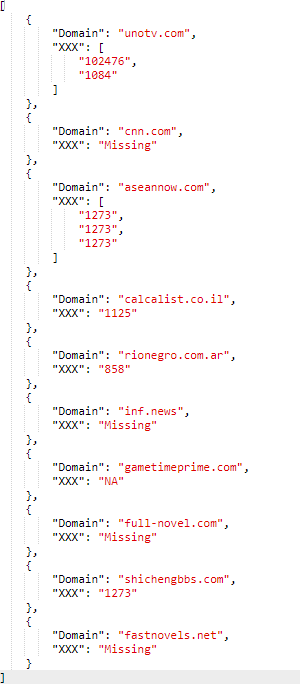 [
{
"Domain": "unotv.com",
"XXX": [
"102476",
"1084"
]
},
{
"Domain": "cnn.com",
"XXX": "Missing"
},
{
"Domain": "aseannow.com",
"XXX": [
"1273",
"1273",
"1273"
]
},
{
"Domain": "calcalist.co.il",
"XXX": "1125"
},
{
"Domain": "rionegro.com.ar",
"XXX": "858"
},
{
"Domain": "inf.news",
"XXX": "Missing"
},
{
"Domain": "gametimeprime.com",
"XXX": "NA"
},
{
"Domain": "full-novel.com",
"XXX": "Missing"
},
{
"Domain": "shichengbbs.com",
"XXX": "1273"
},
{
"Domain": "fastnovels.net",
"XXX": "Missing"
}
]